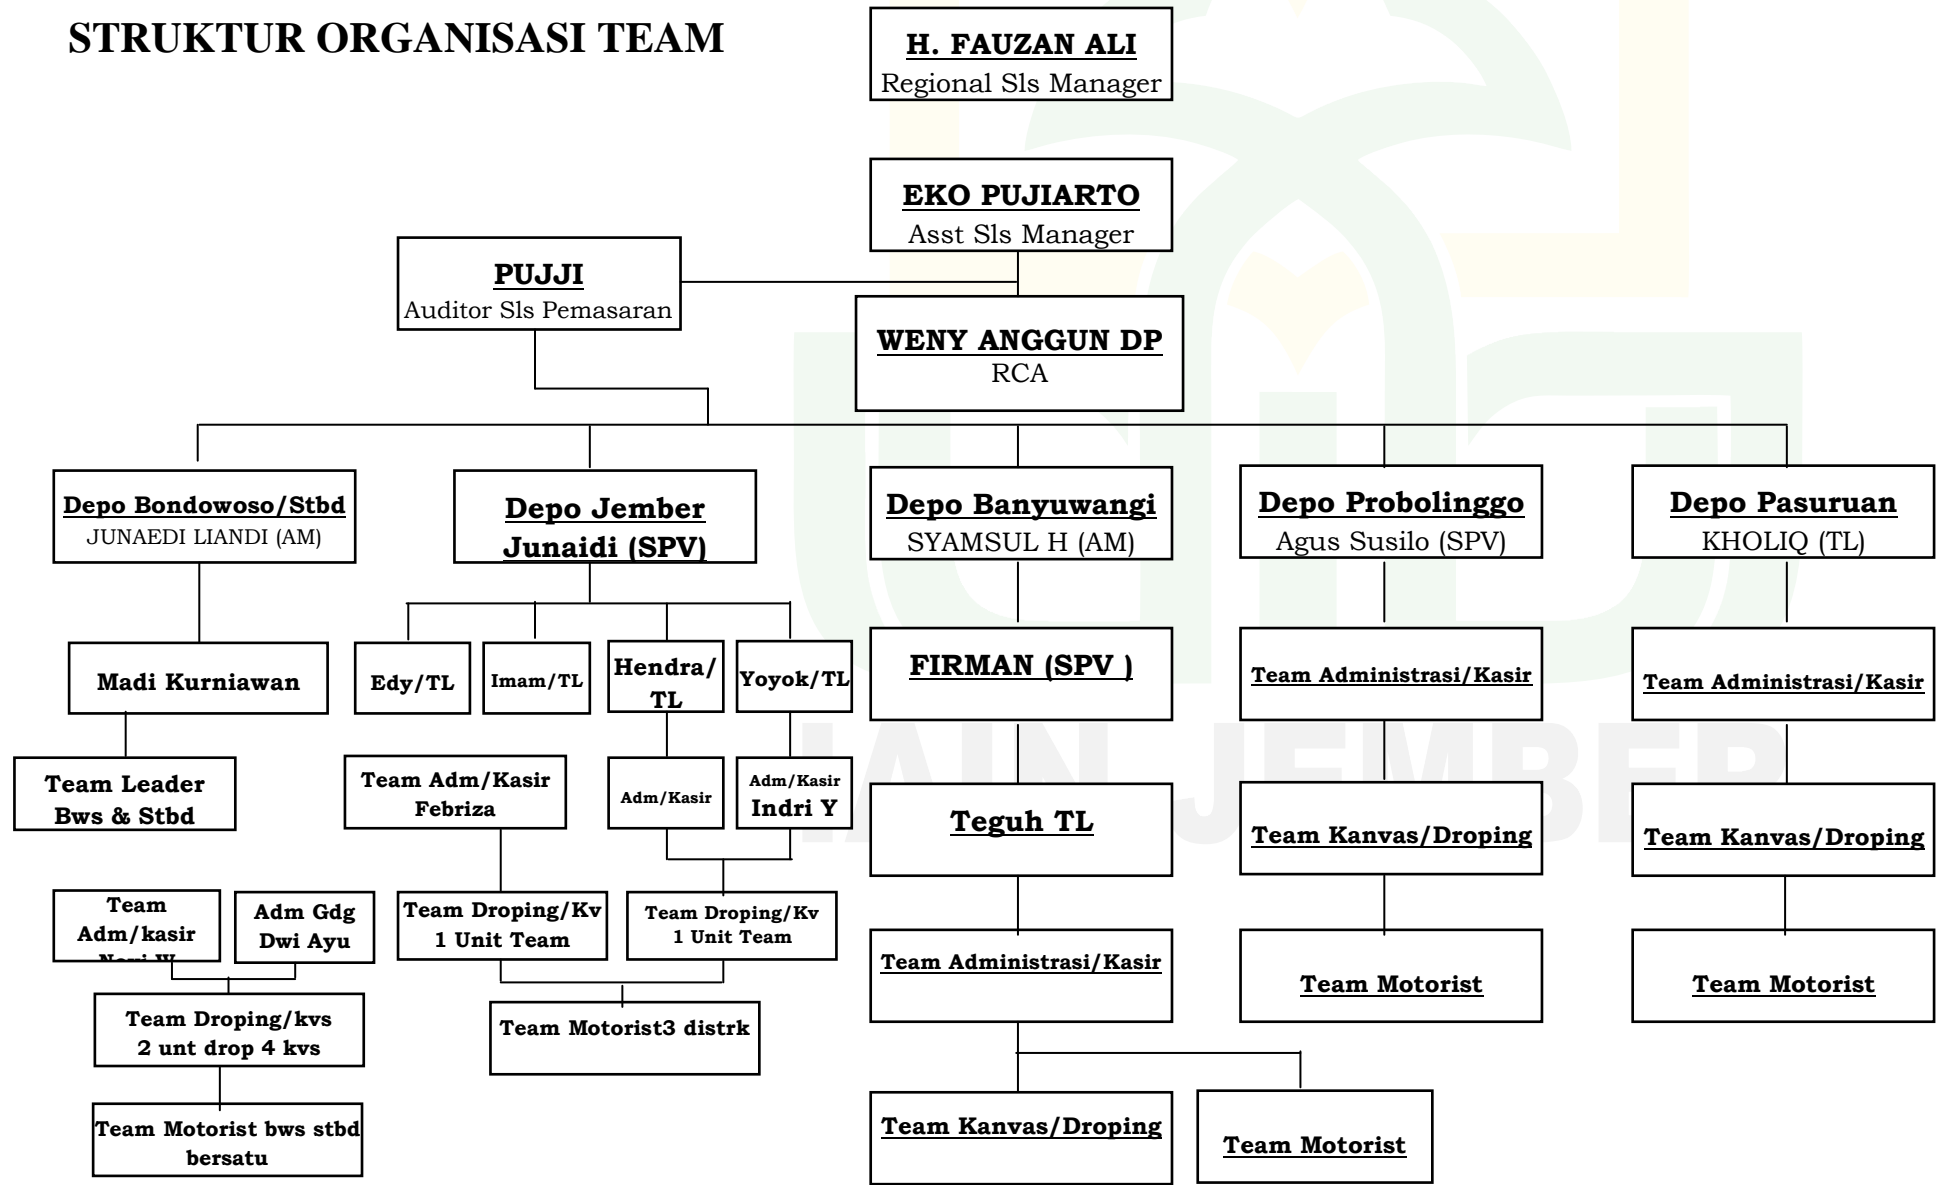 STRUKTUR ORGANISASI TEAM
H. FAUZAN ALI
Regional Sls Manager
EKO PUJIARTO
Asst Sls Manager
PUJJI
Auditor Sls Pemasaran
WENY ANGGUN DP
RCA
Depo Bondowoso/Stbd
JUNAEDI LIANDI (AM)
Depo Jember
Junaidi (SPV)
Depo Banyuwangi
SYAMSUL H (AM)
Depo Probolinggo
Agus Susilo (SPV)
Depo Pasuruan
KHOLIQ (TL)
Madi Kurniawan
Edy/TL
Imam/TL
Hendra/
TL
Yoyok/TL
FIRMAN (SPV )
Team Administrasi/Kasir
Team Administrasi/Kasir
Team Leader
Bws & Stbd
Team Adm/Kasir
Febriza
Adm/Kasir
Adm/Kasir
Indri Y
Teguh TL
Team Kanvas/Droping
Team Kanvas/Droping
Team
Adm/kasir
Adm Gdg
Dwi Ayu
Team Droping/Kv
1 Unit Team
Team Droping/Kv
1 Unit Team
Team Administrasi/Kasir
Team Motorist
Team Motorist
Team Droping/kvs
2 unt drop 4 kvs
Team Motorist3 distrk
Team Motorist bws stbd
bersatu
Team Kanvas/Droping
Team Motorist
IAIN JEMBER